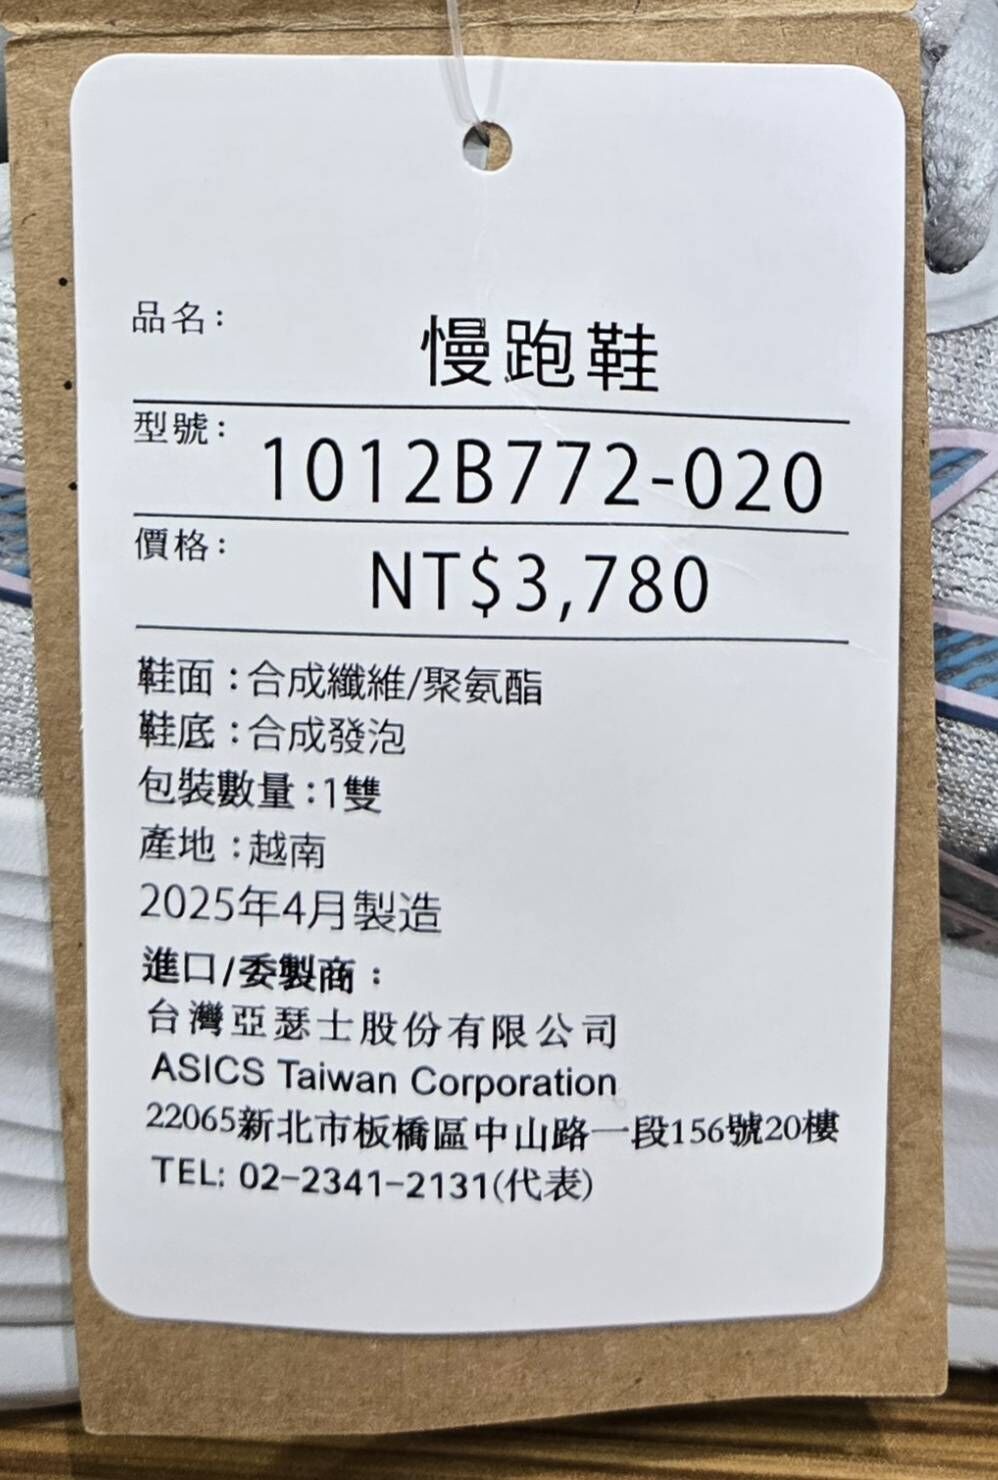 品名：
慢跑鞋
型號：
1012B772-020
價格：
NT$3,780
鞋面：合成纖維/聚氨酯
鞋底：合成發泡
包裝數量：1雙
產地：越南
2025年4月製造
進口/委製商：
台灣亞瑟士股份有限公司
ASICS Taiwan Corporation
22065新北市板橋區中山路一段156號20樓
TEL: 02-2341-2131(代表)